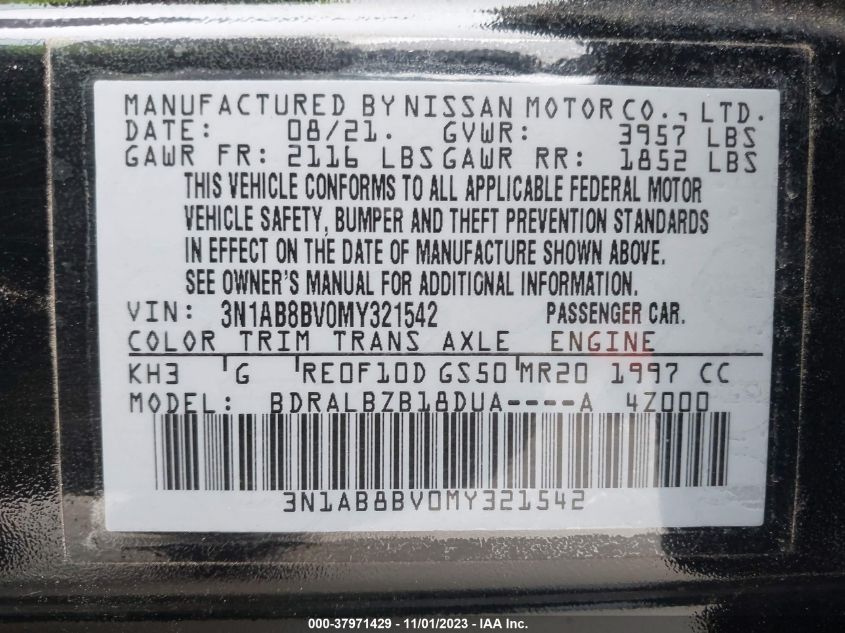 MANUFACTURED BY NISSAN MOTOR CO., LTD.
DATE: 08/21. GVWR: 3957 LBS
GAWR FR: 2116 LBS GAWR RR: 1852 LBS
THIS VEHICLE CONFORMS TO ALL APPLICABLE FEDERAL MOTOR
VEHICLE SAFETY, BUMPER AND THEFT PREVENTION STANDARDS
IN EFFECT ON THE DATE OF MANUFACTURE SHOWN ABOVE.
SEE OWNER'S MANUAL FOR ADDITIONAL INFORMATION.
VIN: 3N1AB8BV0MY321542 PASSENGER CAR.
COLOR TRIM TRANS AXLE ENGINE
KH3 G RE0F10D GS50 MR20 1997 CC
MODEL: BDRALBZB18DUA----A 4Z000
3N1AB8BV0MY321542
000-37971429 - 11/01/2023 - Copart, Inc. IAA, Inc.